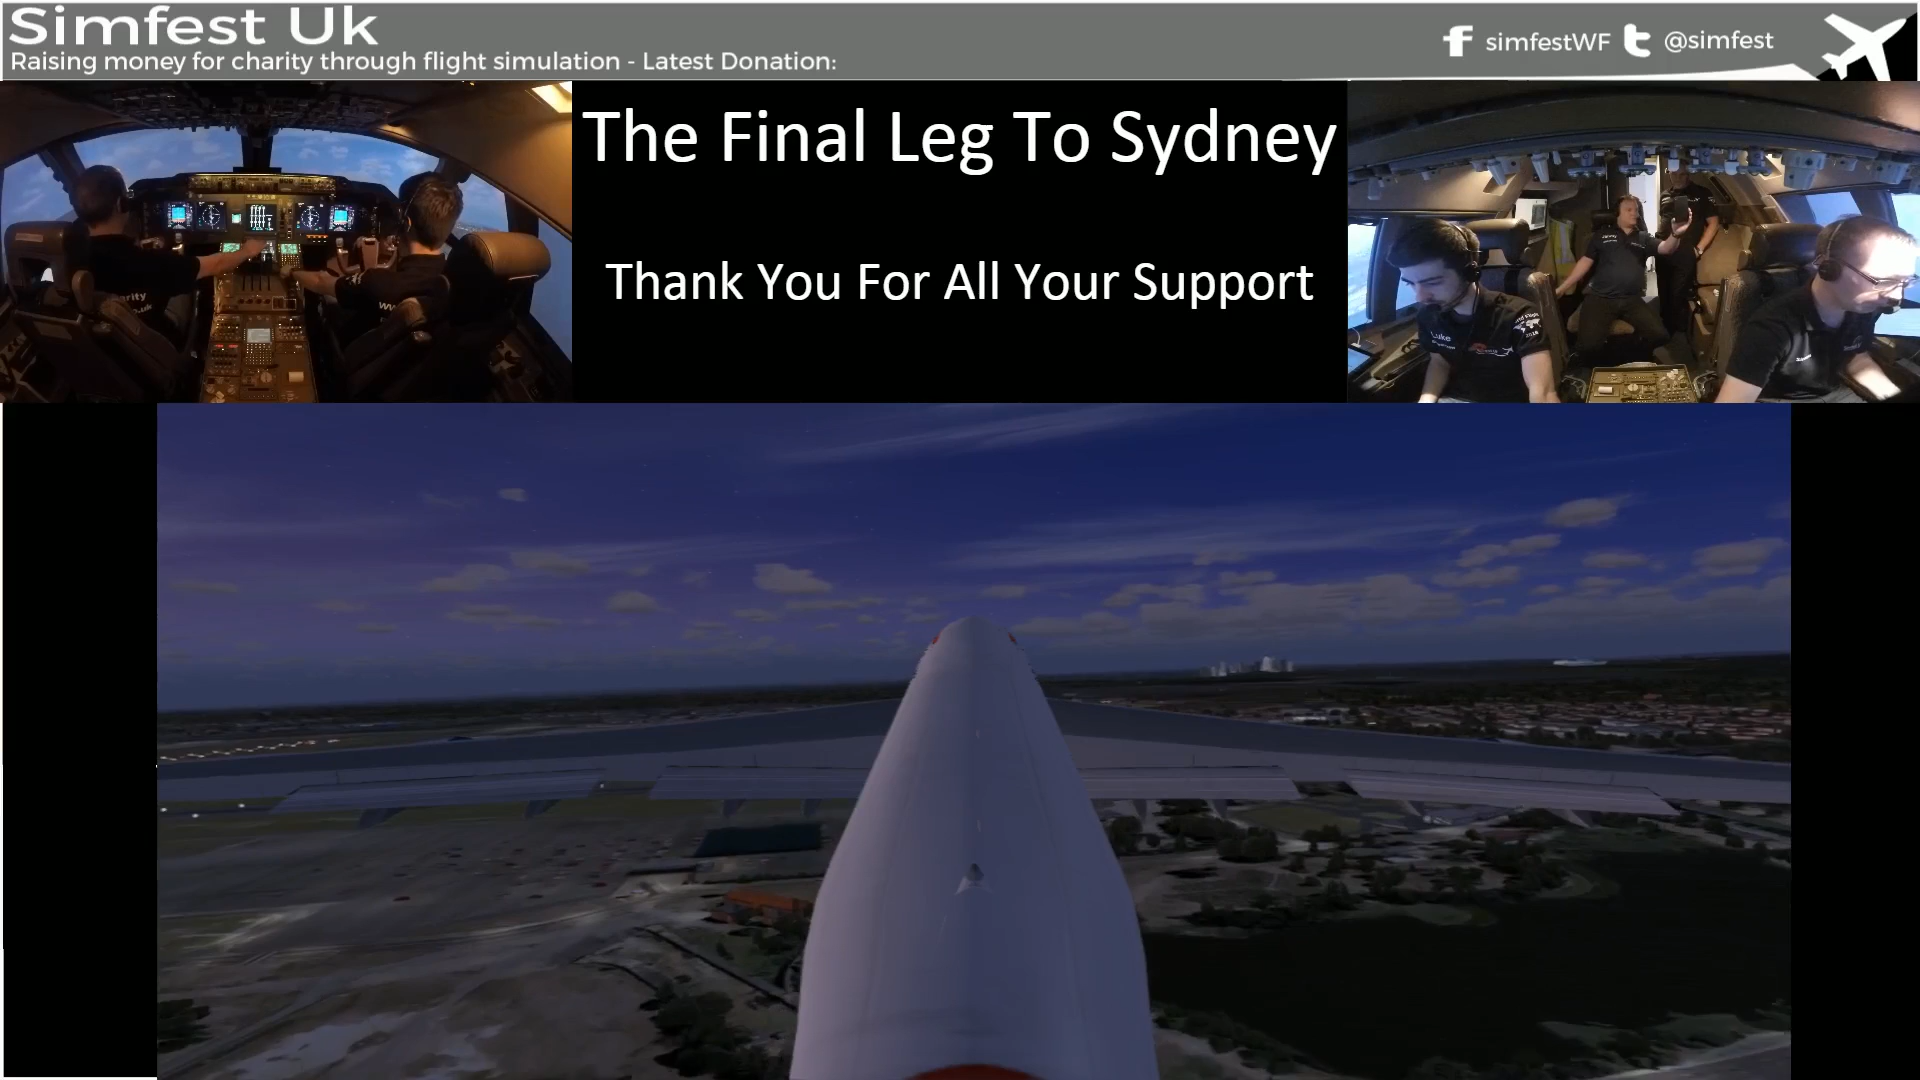 Simfest Uk
Raising money for charity through flight simulation - Latest Donation:
simfestWF
@simfest
The Final Leg To Sydney
Thank You For All Your Support
Luke